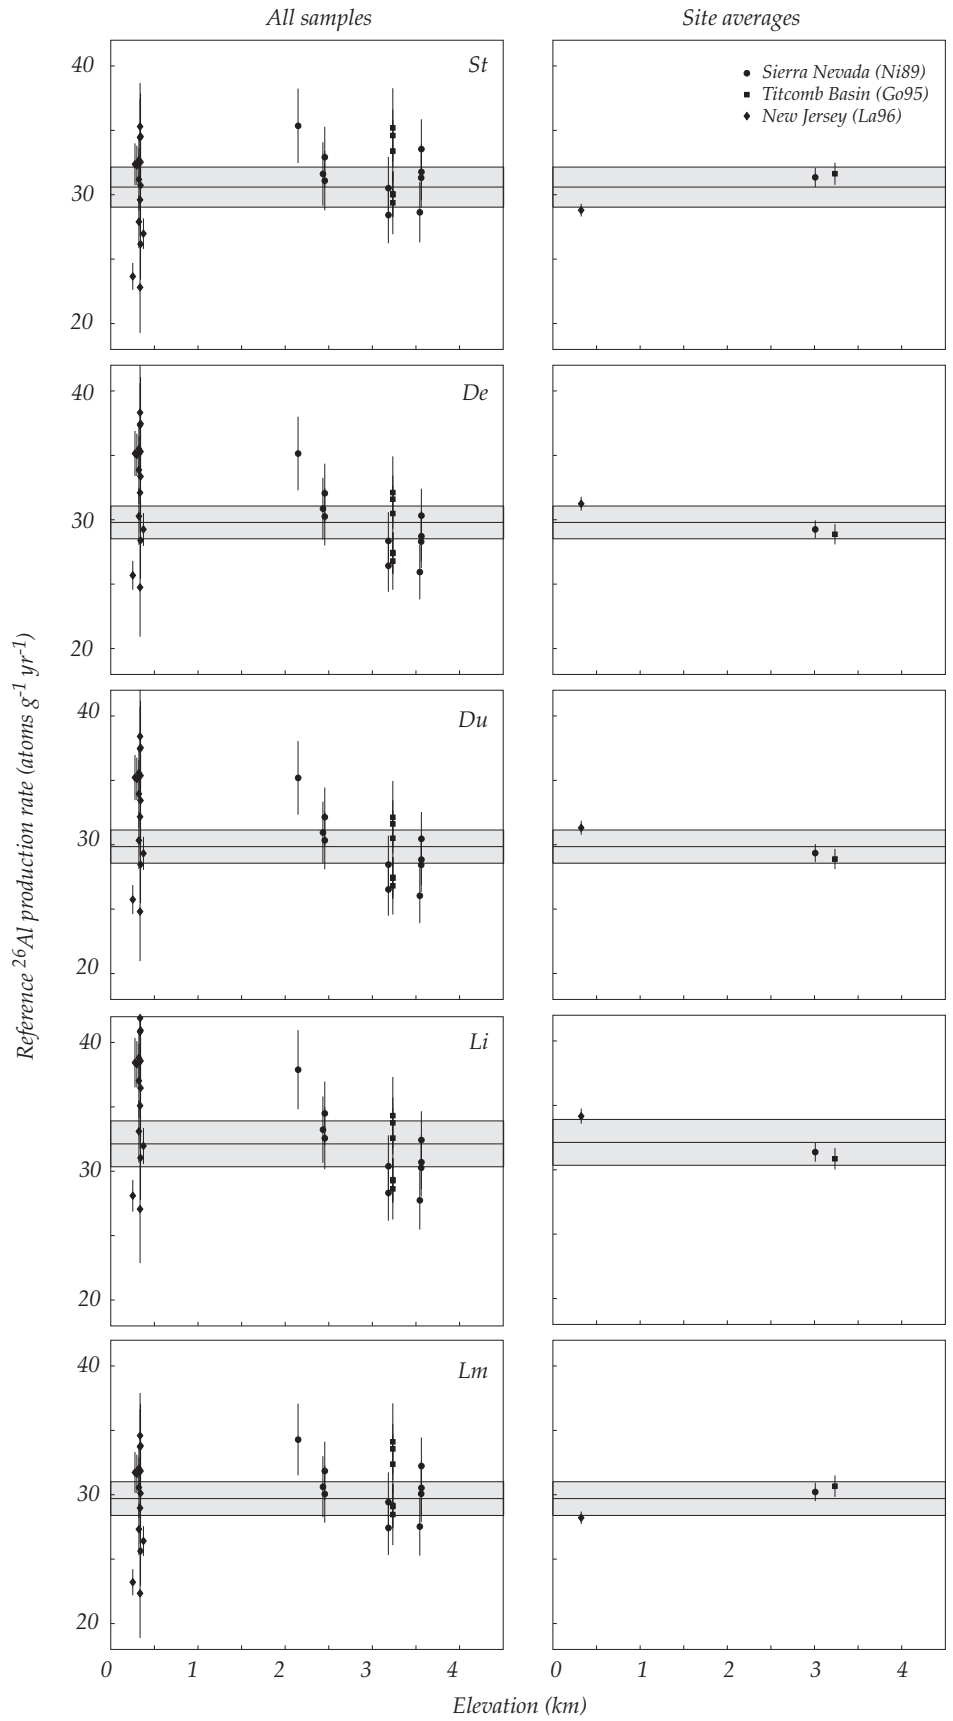 All samples Site averages
40 St
30
20
Sierra Nevada (Ni89)
Titcomb Basin (Go95)
New Jersey (La96)
40 De
30
20
40 Du
30
20
40 Li
30
20
40 Lm
30
20
Reference ²⁶Al production rate (atoms g⁻¹ yr⁻¹)
0 1 2 3 4 0 1 2 3 4
Elevation (km)